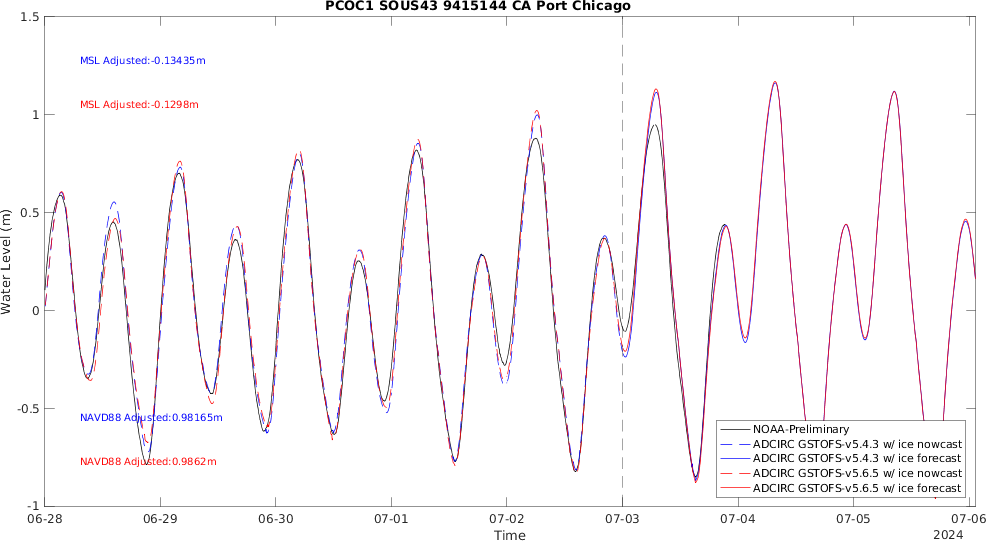 PCOC1 SOUS43 9415144 CA Port Chicago
1.5
1
0.5
0
-0.5
-1
Water Level (m)
MSL Adjusted:-0.13435m
MSL Adjusted:-0.1298m
NAVD88 Adjusted:0.98165m
NAVD88 Adjusted:0.9862m
NOAA-Preliminary
ADCIRC GSTOFS-v5.4.3 w/ ice nowcast
ADCIRC GSTOFS-v5.4.3 w/ ice forecast
ADCIRC GSTOFS-v5.6.5 w/ ice nowcast
ADCIRC GSTOFS-v5.6.5 w/ ice forecast
06-28
06-29
06-30
07-01
07-02
07-03
07-04
07-05
07-06
Time
2024